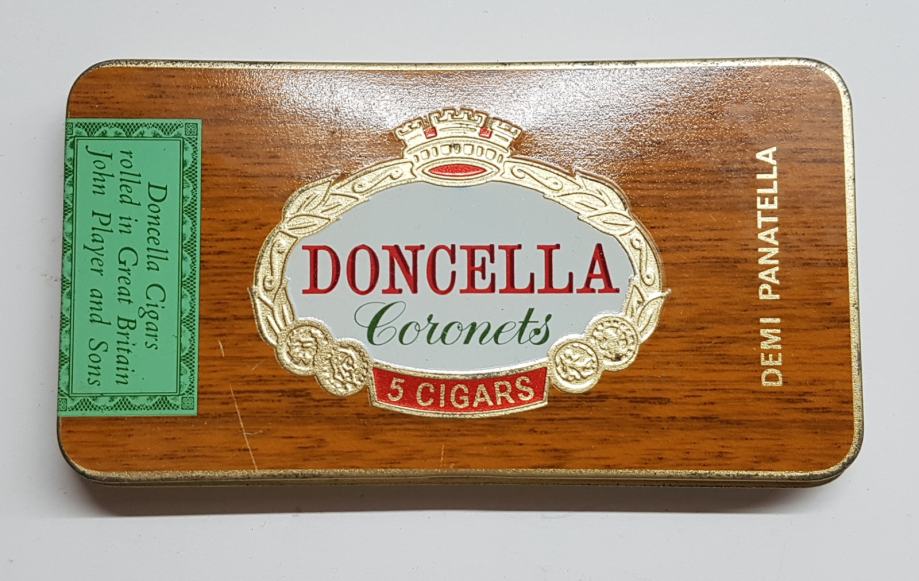 Doncella Cigars
rolled in Great Britain
John Player and Sons
DONCELLA
Coronets
5 CIGARS
DEMI PANATELLA